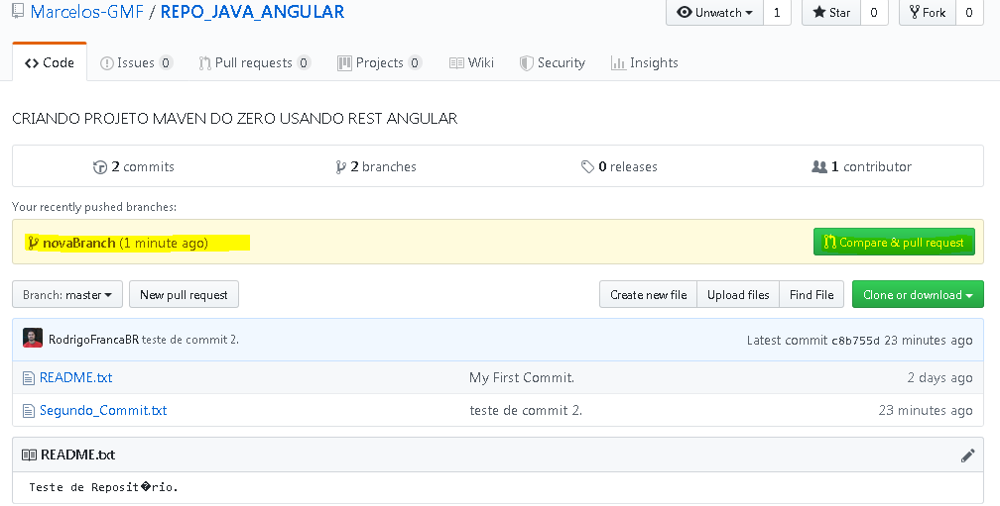 Marcelos-GMF / REPO_JAVA_ANGULAR Unwatch 1 Star 0 Fork 0
Code Issues 0 Pull requests 0 Projects 0 Wiki Security Insights
CRIANDO PROJETO MAVEN DO ZERO USANDO REST ANGULAR
2 commits 2 branches 0 releases 1 contributor
Your recently pushed branches:
novaBranch (1 minute ago) Compare & pull request
Branch: master New pull request Create new file Upload files Find File Clone or download
RodrigoFrancaBR teste de commit 2. Latest commit c8b755d 23 minutes ago
README.txt My First Commit. 2 days ago
Segundo_Commit.txt teste de commit 2. 23 minutes ago
README.txt
Teste de Reposit�rio.